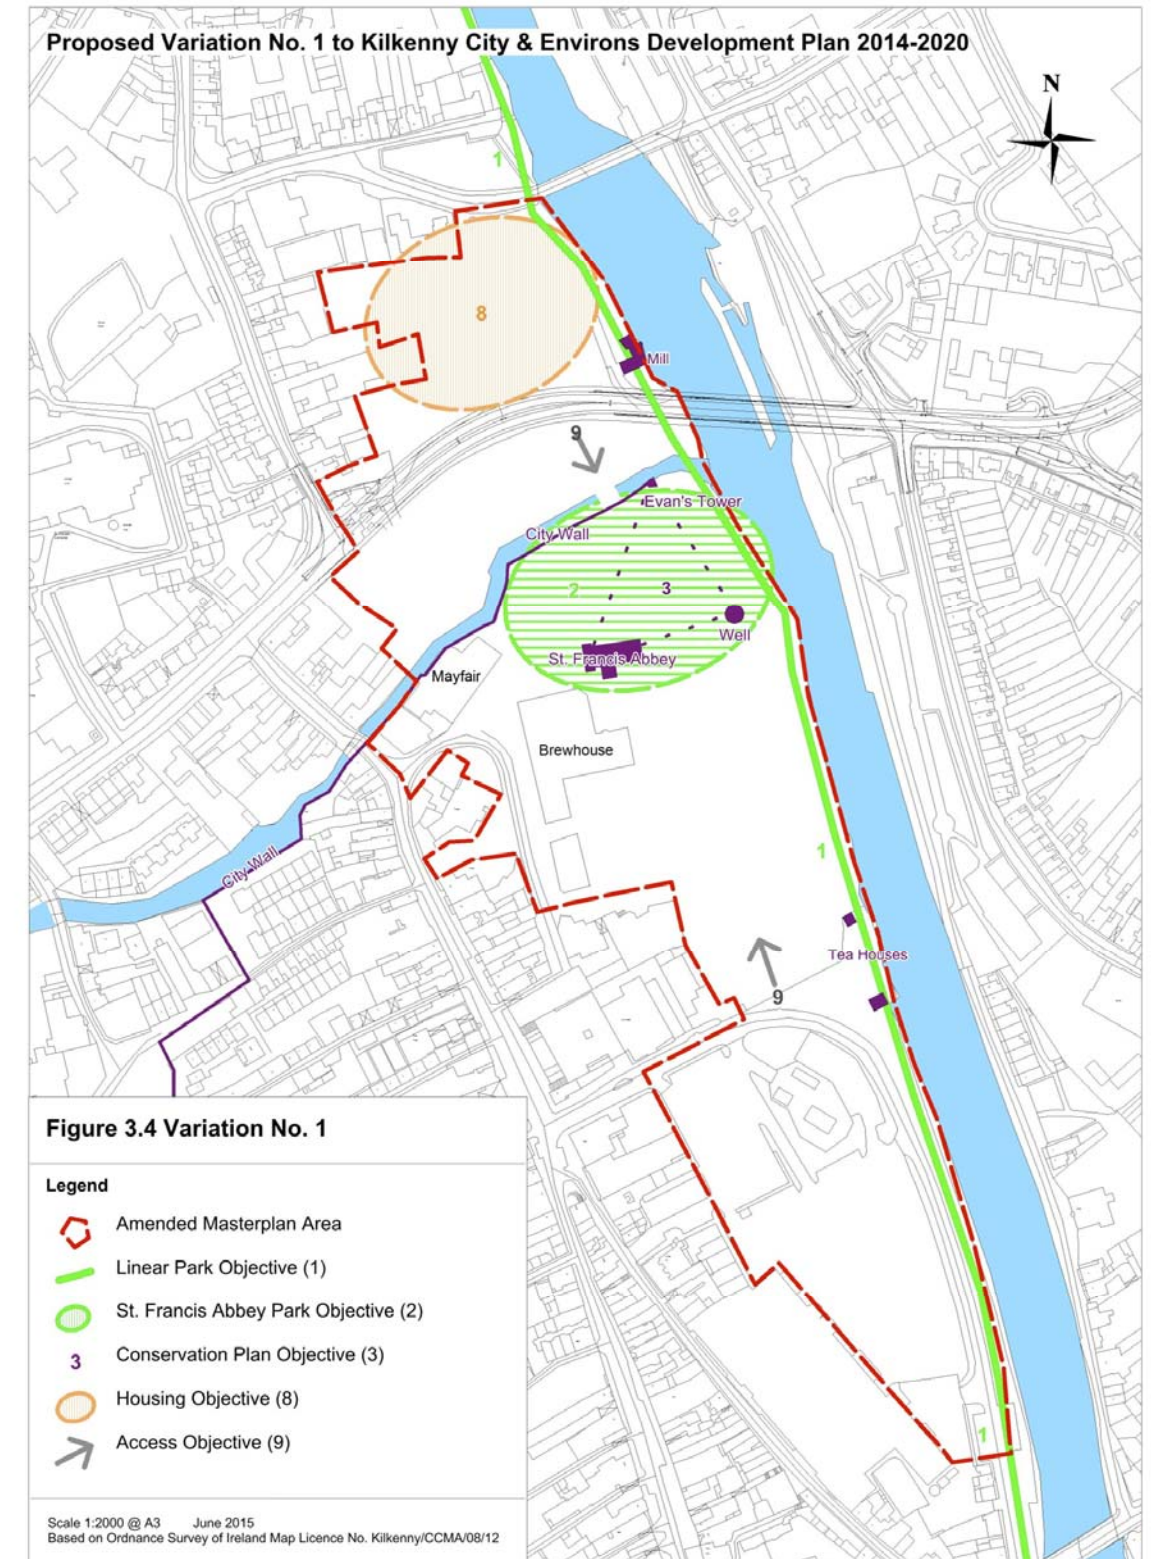 Proposed Variation No. 1 to Kilkenny City & Environs Development Plan 2014-2020
N
1
8
Mill
9
Evan's Tower
City Wall
2
3
Well
St. Francis Abbey
Mayfair
Brewhouse
1
City Wall
Tea Houses
9
1
Figure 3.4 Variation No. 1
Legend
Amended Masterplan Area
Linear Park Objective (1)
St. Francis Abbey Park Objective (2)
3 Conservation Plan Objective (3)
Housing Objective (8)
Access Objective (9)
Scale 1:2000 @ A3 June 2015
Based on Ordnance Survey of Ireland Map Licence No. Kilkenny/CCMA/08/12